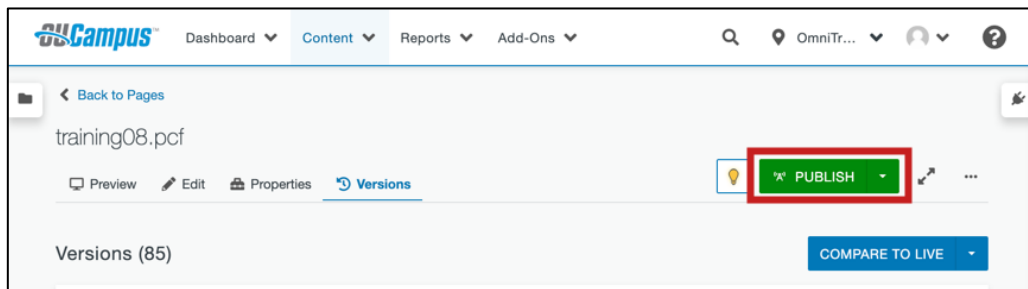 OUCampus™ Dashboard Content Reports Add-Ons OmniTr...
Back to Pages
training08.pcf
Preview Edit Properties Versions PUBLISH ...
Versions (85) COMPARE TO LIVE